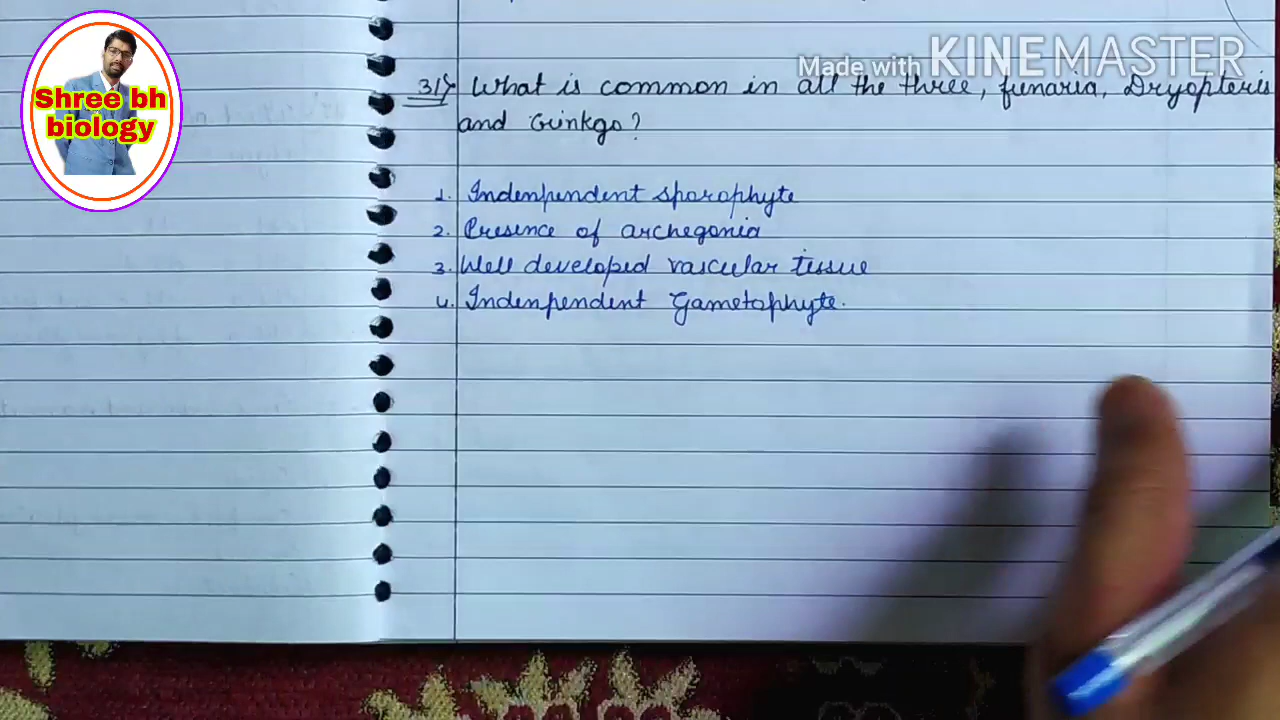 Shree bh
biology
Made with KINEMASTER
31) What is common in all the three, funaria, Dryopteris
and Ginkgo?
1. Indenpendent sporophyte
2. Presence of archegonia
3. Well developed vascular tissue
4. Indenpendent Gametophyte.